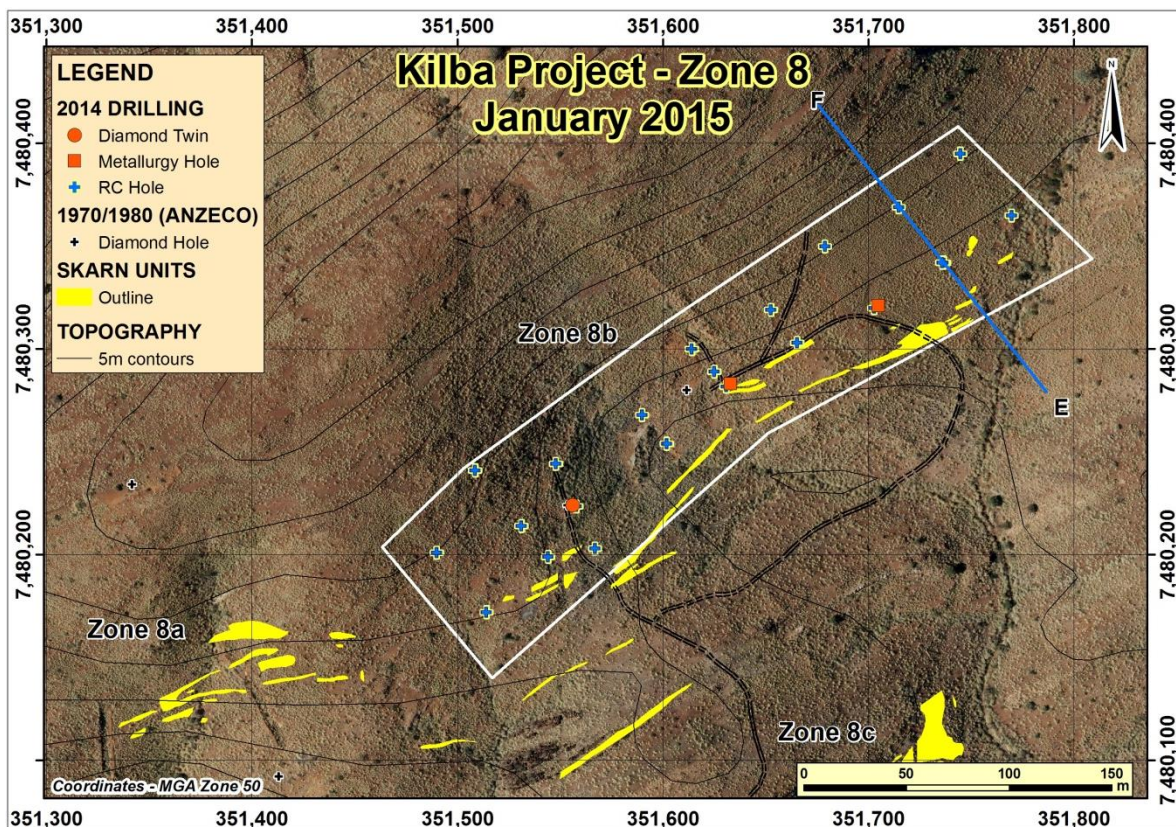 351,300 351,400 351,500 351,600 351,700 351,800
Kilba Project - Zone 8
January 2015
N
LEGEND
2014 DRILLING
Diamond Twin
Metallurgy Hole
RC Hole
1970/1980 (ANZECO)
Diamond Hole
SKARN UNITS
Outline
TOPOGRAPHY
5m contours
7,480,400 7,480,400
F
E
Zone 8b
7,480,300 7,480,300
7,480,200 7,480,200
Zone 8a
Zone 8c
7,480,100 7,480,100
0 50 100 150
m
Coordinates - MGA Zone 50
351,300 351,400 351,500 351,600 351,700 351,800